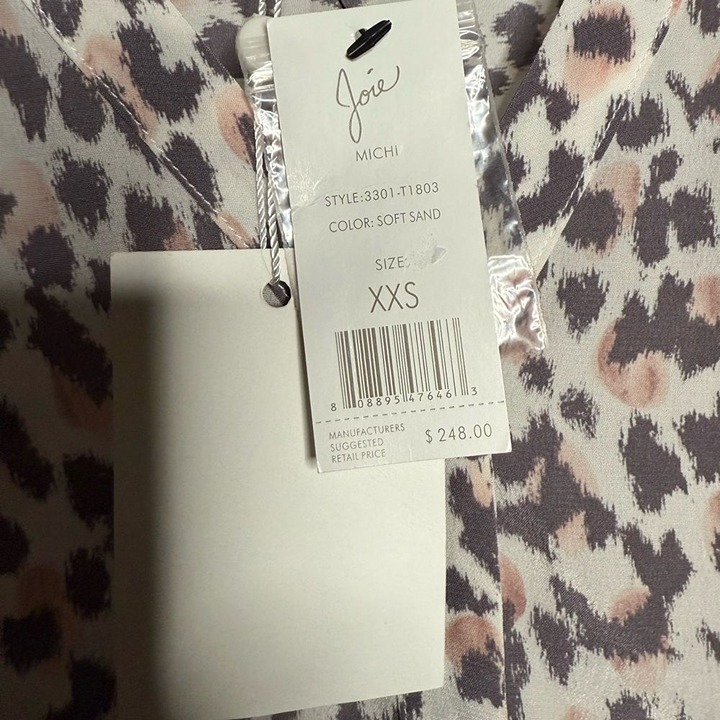 Joie
MICHI
STYLE:3301-T1803
COLOR: SOFT SAND
SIZE:
XXS
8 08895 47646 3
MANUFACTURERS
SUGGESTED
RETAIL PRICE
$248.00